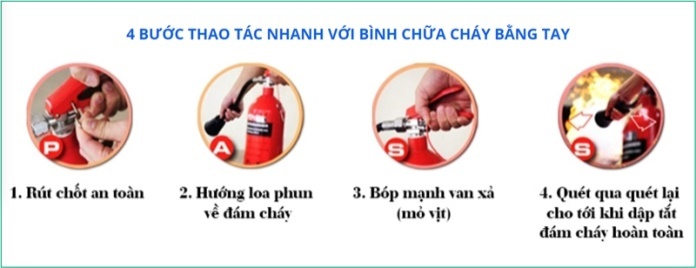 4 BƯỚC THAO TÁC NHANH VỚI BÌNH CHỮA CHÁY BẰNG TAY
P
A
S
S
1. Rút chốt an toàn
2. Hướng loa phun
về đám cháy
3. Bóp mạnh van xả
(mỏ vịt)
4. Quét qua quét lại
cho tới khi dập tắt
đám cháy hoàn toàn